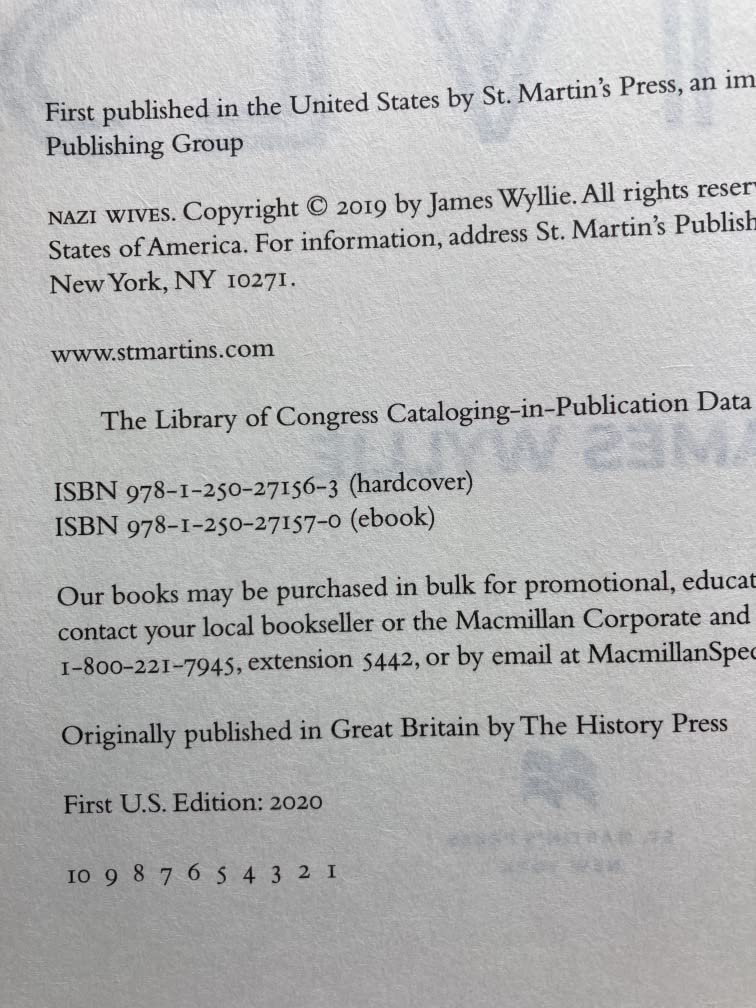 First published in the United States by St. Martin's Press, an im
Publishing Group
NAZI WIVES. Copyright © 2019 by James Wyllie. All rights reser
States of America. For information, address St. Martin's Publish
New York, NY 10271.
www.stmartins.com
The Library of Congress Cataloging-in-Publication Data
ISBN 978-1-250-27156-3 (hardcover)
ISBN 978-1-250-27157-0 (ebook)
Our books may be purchased in bulk for promotional, educat
contact your local bookseller or the Macmillan Corporate and
1-800-221-7945, extension 5442, or by email at MacmillanSpec
Originally published in Great Britain by The History Press
First U.S. Edition: 2020
10 9 8 7 6 5 4 3 2 1